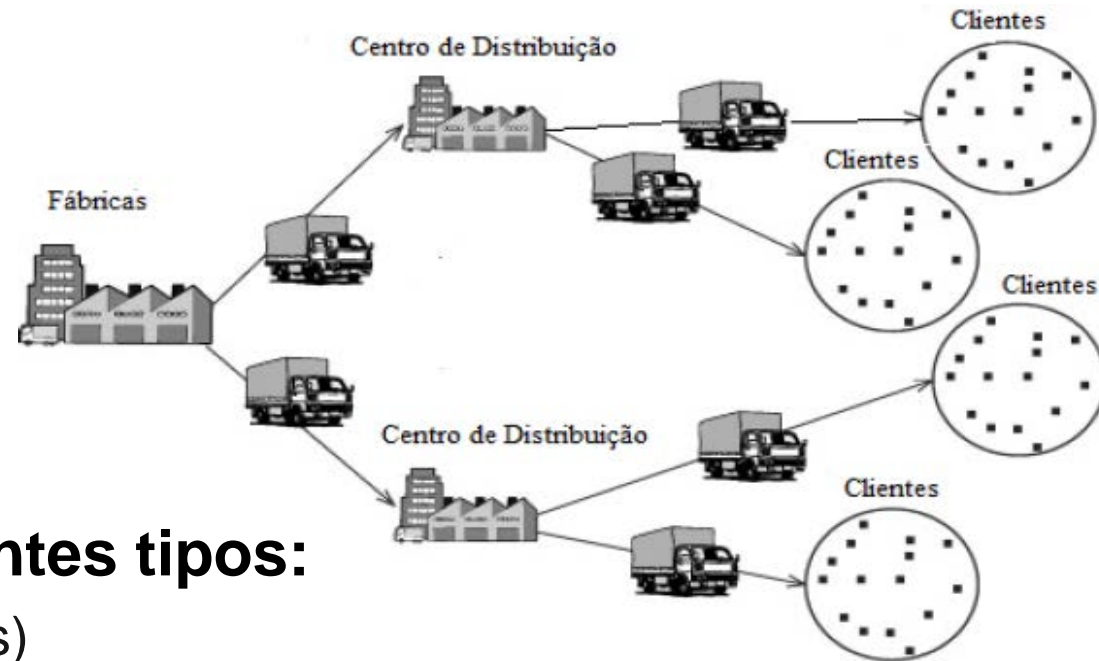 Clientes
Centro de Distribuição
Clientes
Fábricas
Clientes
Centro de Distribuição
Clientes
ntes tipos:
s)